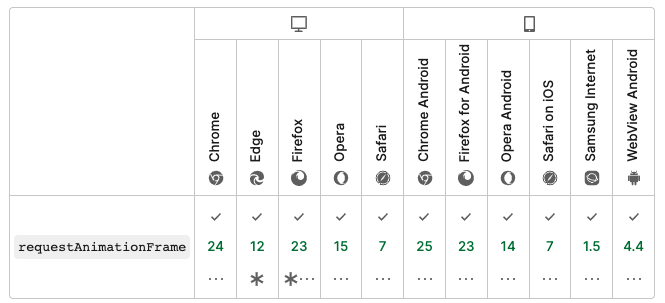 Chrome
Edge
Firefox
Opera
Safari
Chrome Android
Firefox for Android
Opera Android
Safari on iOS
Samsung Internet
WebView Android
✓ ✓ ✓ ✓ ✓ ✓ ✓ ✓ ✓ ✓ ✓
requestAnimationFrame 24 12 23 15 7 25 23 14 7 1.5 4.4
... * *... ... ... ... ... ... ... ... ...